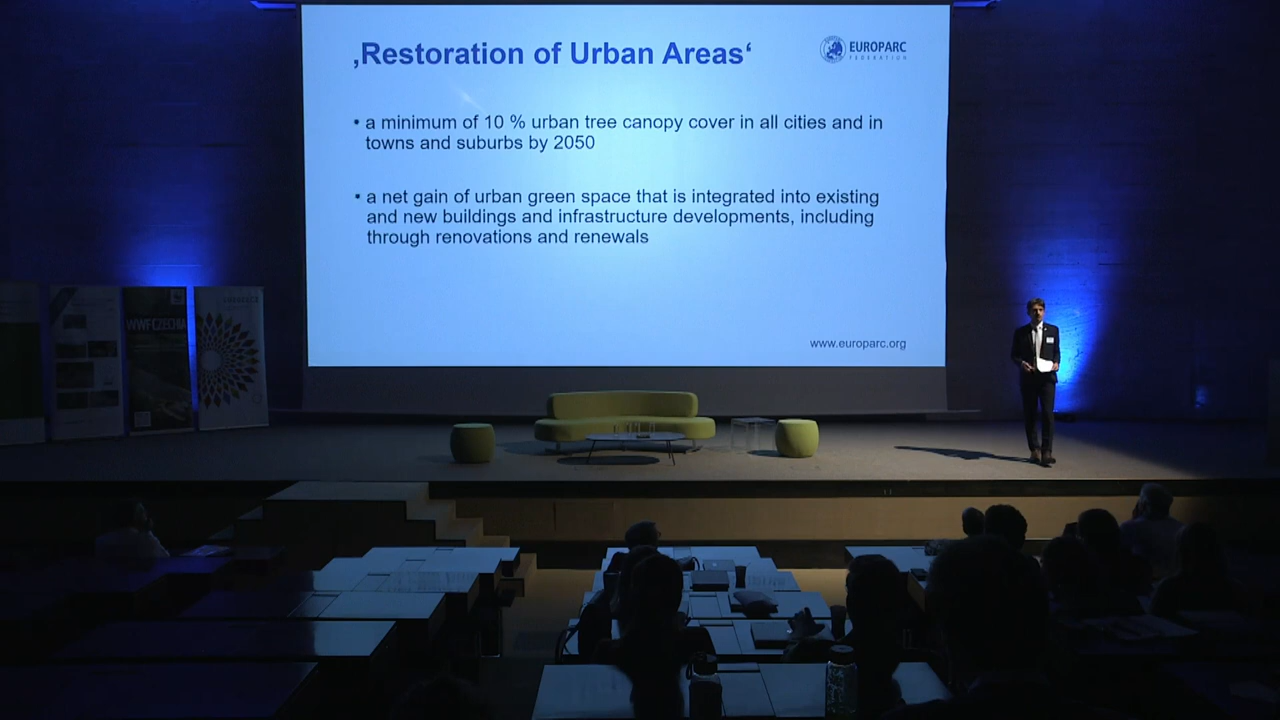 ‚Restoration of Urban Areas‘
EUROPARC
FEDERATION
• a minimum of 10 % urban tree canopy cover in all cities and in
towns and suburbs by 2050
• a net gain of urban green space that is integrated into existing
and new buildings and infrastructure developments, including
through renovations and renewals
www.europarc.org
WWF CZECHIA